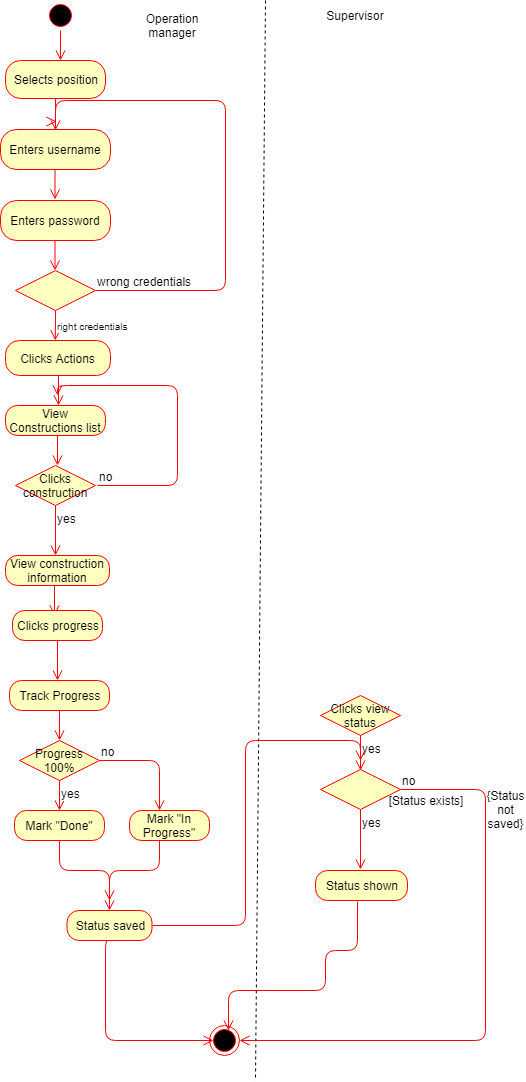 Operation
manager
Supervisor
Selects position
Enters username
Enters password
wrong credentials
right credentials
Clicks Actions
View
Constructions list
Clicks
construction
no
yes
View construction
information
Clicks progress
Track Progress
Progress
100%
no
yes
Mark "Done"
Mark "In
Progress"
Status saved
Clicks view
status
yes
no
[Status exists]
{Status
not
saved}
yes
Status shown